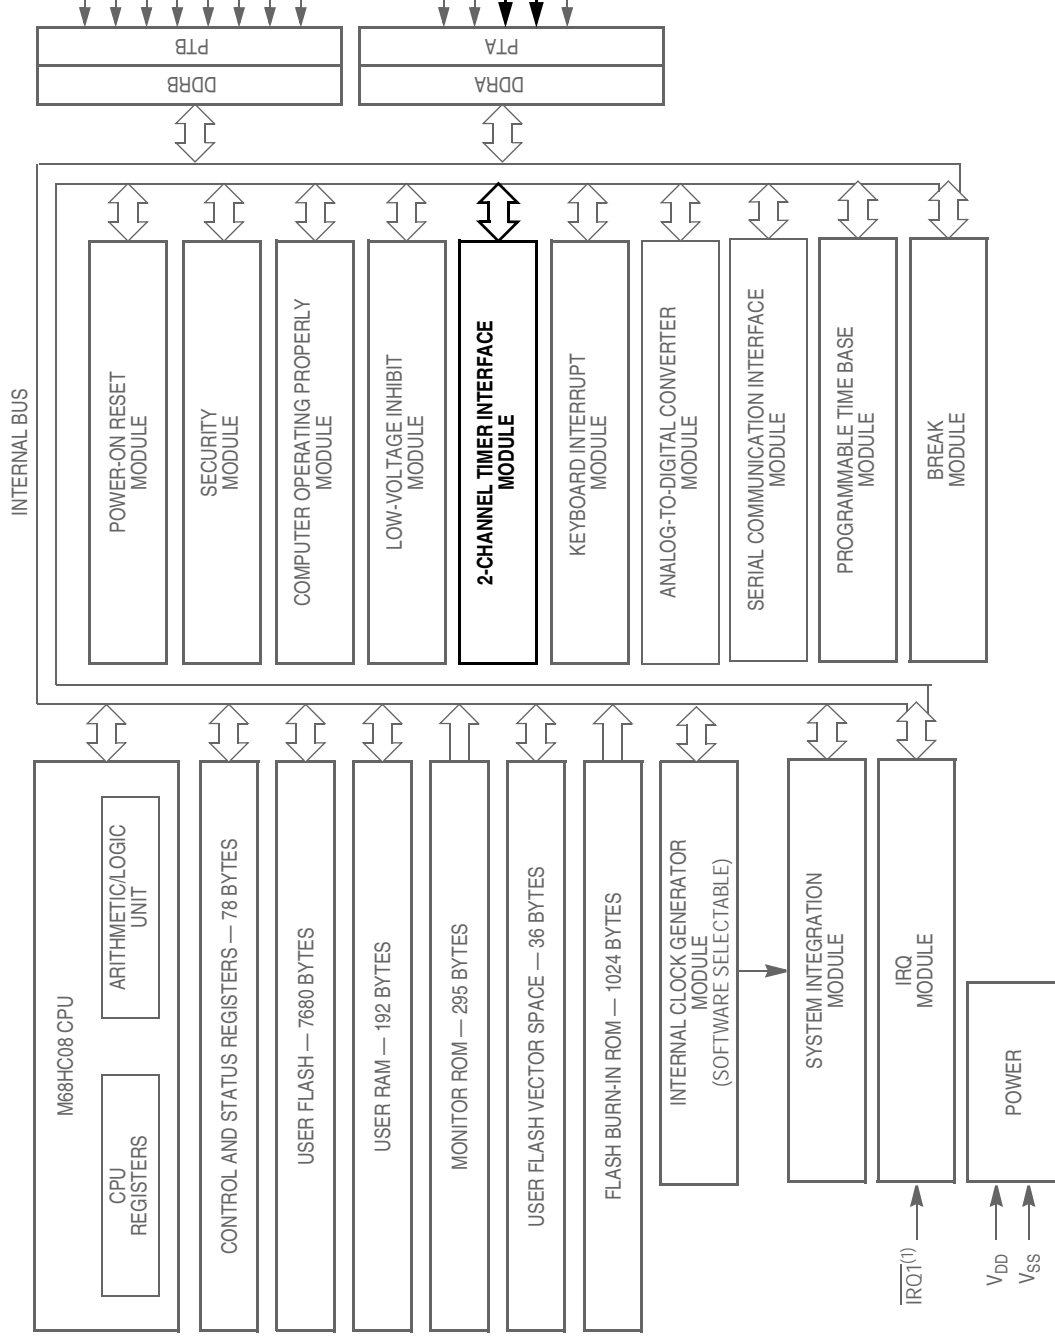 PTB
DDRB
PTA
DDRA
INTERNAL BUS
POWER-ON RESET
MODULE
SECURITY
MODULE
COMPUTER OPERATING PROPERLY
MODULE
LOW-VOLTAGE INHIBIT
MODULE
2-CHANNEL TIMER INTERFACE
MODULE
KEYBOARD INTERRUPT
MODULE
ANALOG-TO-DIGITAL CONVERTER
MODULE
SERIAL COMMUNICATION INTERFACE
MODULE
PROGRAMMABLE TIME BASE
MODULE
BREAK
MODULE
M68HC08 CPU
CPU
REGISTERS
ARITHMETIC/LOGIC
UNIT
CONTROL AND STATUS REGISTERS — 78 BYTES
USER FLASH — 7680 BYTES
USER RAM — 192 BYTES
MONITOR ROM — 295 BYTES
USER FLASH VECTOR SPACE — 36 BYTES
FLASH BURN-IN ROM — 1024 BYTES
INTERNAL CLOCK GENERATOR
MODULE
(SOFTWARE SELECTABLE)
SYSTEM INTEGRATION
MODULE
IRQ
MODULE
POWER
IRQ1(1)
VDD
VSS